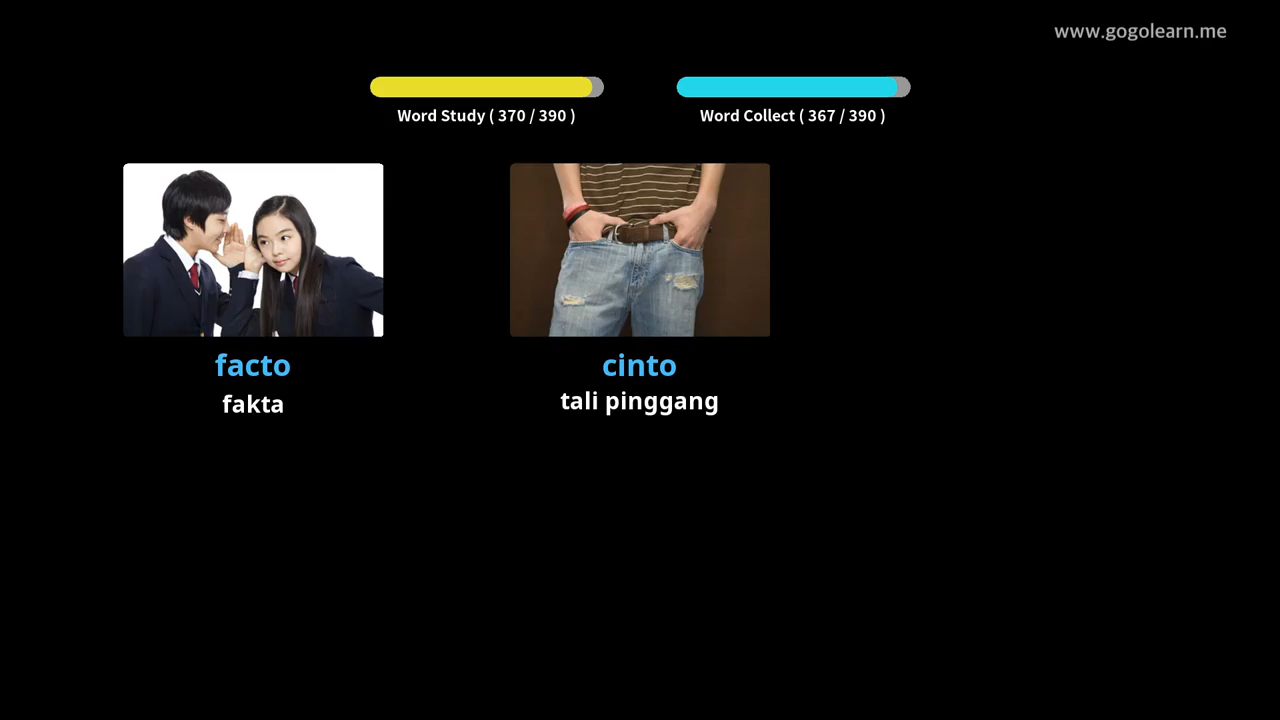 www.gogolearn.me
Word Study ( 370 / 390 )
Word Collect ( 367 / 390 )
facto
fakta
cinto
tali pinggang